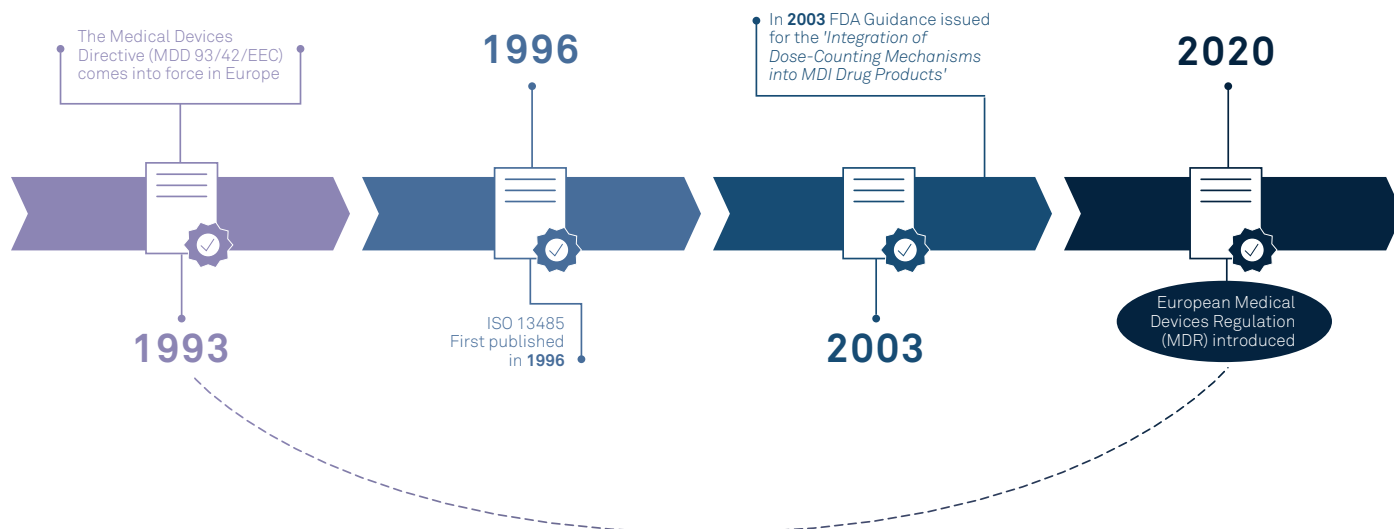 The Medical Devices
Directive (MDD 93/42/EEC)
comes into force in Europe
1993
1996
ISO 13485
First published
in 1996
In 2003 FDA Guidance issued
for the 'Integration of
Dose-Counting Mechanisms
into MDI Drug Products'
2003
2020
European Medical
Devices Regulation
(MDR) introduced